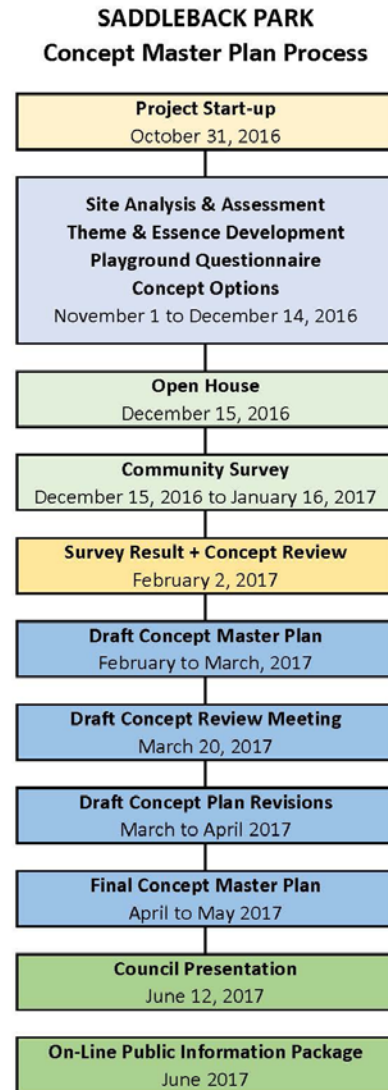 SADDLEBACK PARK
Concept Master Plan Process
Project Start-up
October 31, 2016
Site Analysis & Assessment
Theme & Essence Development
Playground Questionnaire
Concept Options
November 1 to December 14, 2016
Open House
December 15, 2016
Community Survey
December 15, 2016 to January 16, 2017
Survey Result + Concept Review
February 2, 2017
Draft Concept Master Plan
February to March, 2017
Draft Concept Review Meeting
March 20, 2017
Draft Concept Plan Revisions
March to April 2017
Final Concept Master Plan
April to May 2017
Council Presentation
June 12, 2017
On-Line Public Information Package
June 2017